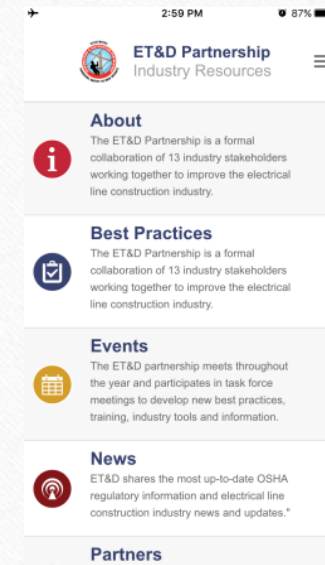 2:59 PM
87%
ET&D Partnership
Industry Resources
About
The ET&D Partnership is a formal
collaboration of 13 industry stakeholders
working together to improve the electrical
line construction industry.
Best Practices
The ET&D Partnership is a formal
collaboration of 13 industry stakeholders
working together to improve the electrical
line construction industry.
Events
The ET&D partnership meets throughout
the year and participates in task force
meetings to develop new best practices,
training, industry tools and information.
News
ET&D shares the most up-to-date OSHA
regulatory information and electrical line
construction industry news and updates."
Partners